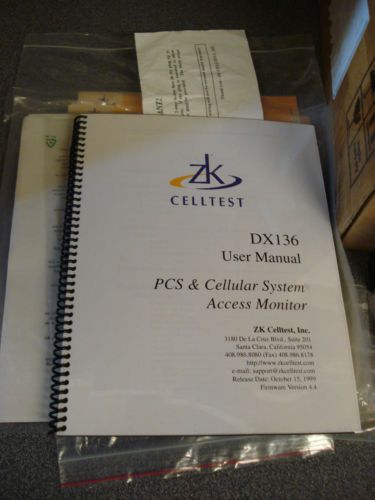 zk
CELLTEST
DX136
User Manual
PCS & Cellular System
Access Monitor
ZK Celltest, Inc.
3180 De La Cruz Blvd., Suite 201
Santa Clara, California 95054
408.986.8080 (Fax) 408.986.8178
http://www.zkcelltest.com
e-mail: support@zkcelltest.com
Release Date: October 15, 1999
Firmware Version 4.4